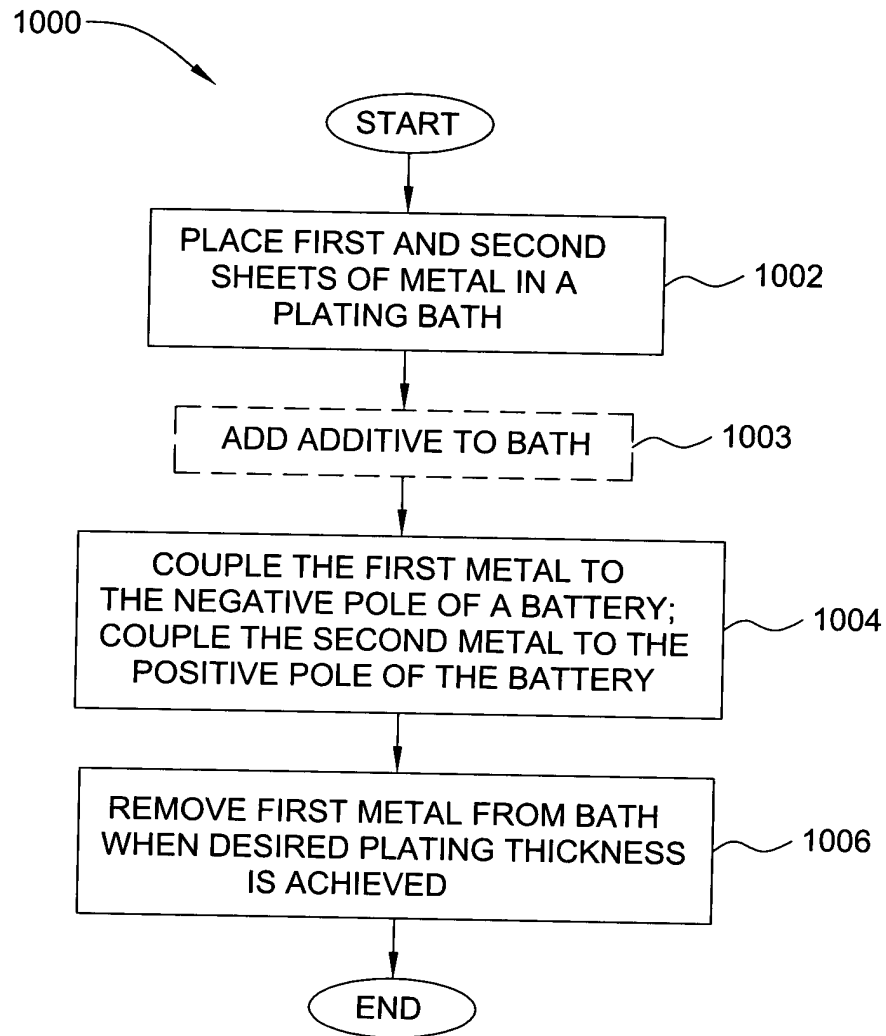 1000
START
PLACE FIRST AND SECOND
SHEETS OF METAL IN A
PLATING BATH
1002
ADD ADDITIVE TO BATH
1003
COUPLE THE FIRST METAL TO
THE NEGATIVE POLE OF A BATTERY;
COUPLE THE SECOND METAL TO THE
POSITIVE POLE OF THE BATTERY
1004
REMOVE FIRST METAL FROM BATH
WHEN DESIRED PLATING THICKNESS
IS ACHIEVED
1006
END